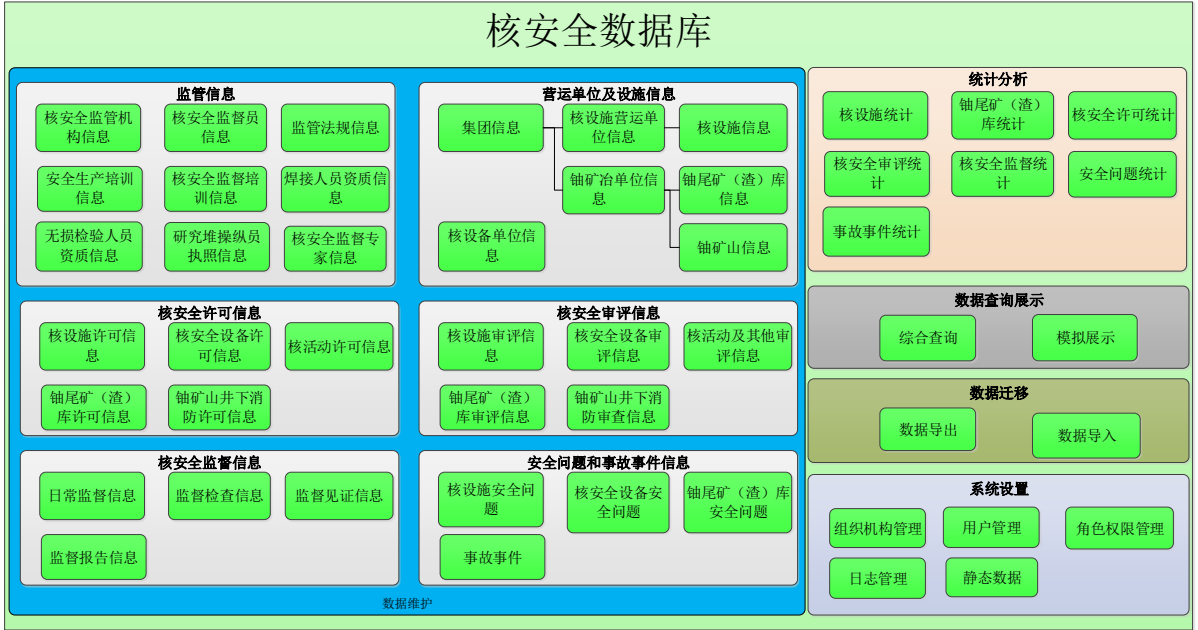 核安全数据库
监管信息
核安全监管机
构信息
核安全监督员
信息
监管法规信息
安全生产培训
信息
核安全监督培
训信息
焊接人员资质信
息
无损检验人员
资质信息
研究堆操纵员
执照信息
核安全监督专
家信息
营运单位及设施信息
集团信息
核设施营运单
位信息
核设施信息
铀矿冶单位信
息
铀尾矿（渣）库
信息
核设备单位信
息
铀矿山信息
核安全许可信息
核设施许可信
息
核安全设备许
可信息
核活动许可信息
铀尾矿（渣）
库许可信息
铀矿山井下消
防许可信息
核安全审评信息
核设施审评信
息
核安全设备审
评信息
核活动及其他审
评信息
铀尾矿（渣）
库审评信息
铀矿山井下消
防审查信息
核安全监督信息
日常监督信息
监督检查信息
监督见证信息
监督报告信息
安全问题和事故事件信息
核设施安全问
题
核安全设备安
全问题
铀尾矿（渣）库
安全问题
事故事件
数据维护
统计分析
核设施统计
铀尾矿（渣）
库统计
核安全许可统计
核安全审评统
计
核安全监督统
计
安全问题统计
事故事件统计
数据查询展示
综合查询
模拟展示
数据迁移
数据导出
数据导入
系统设置
组织机构管理
用户管理
角色权限管理
日志管理
静态数据